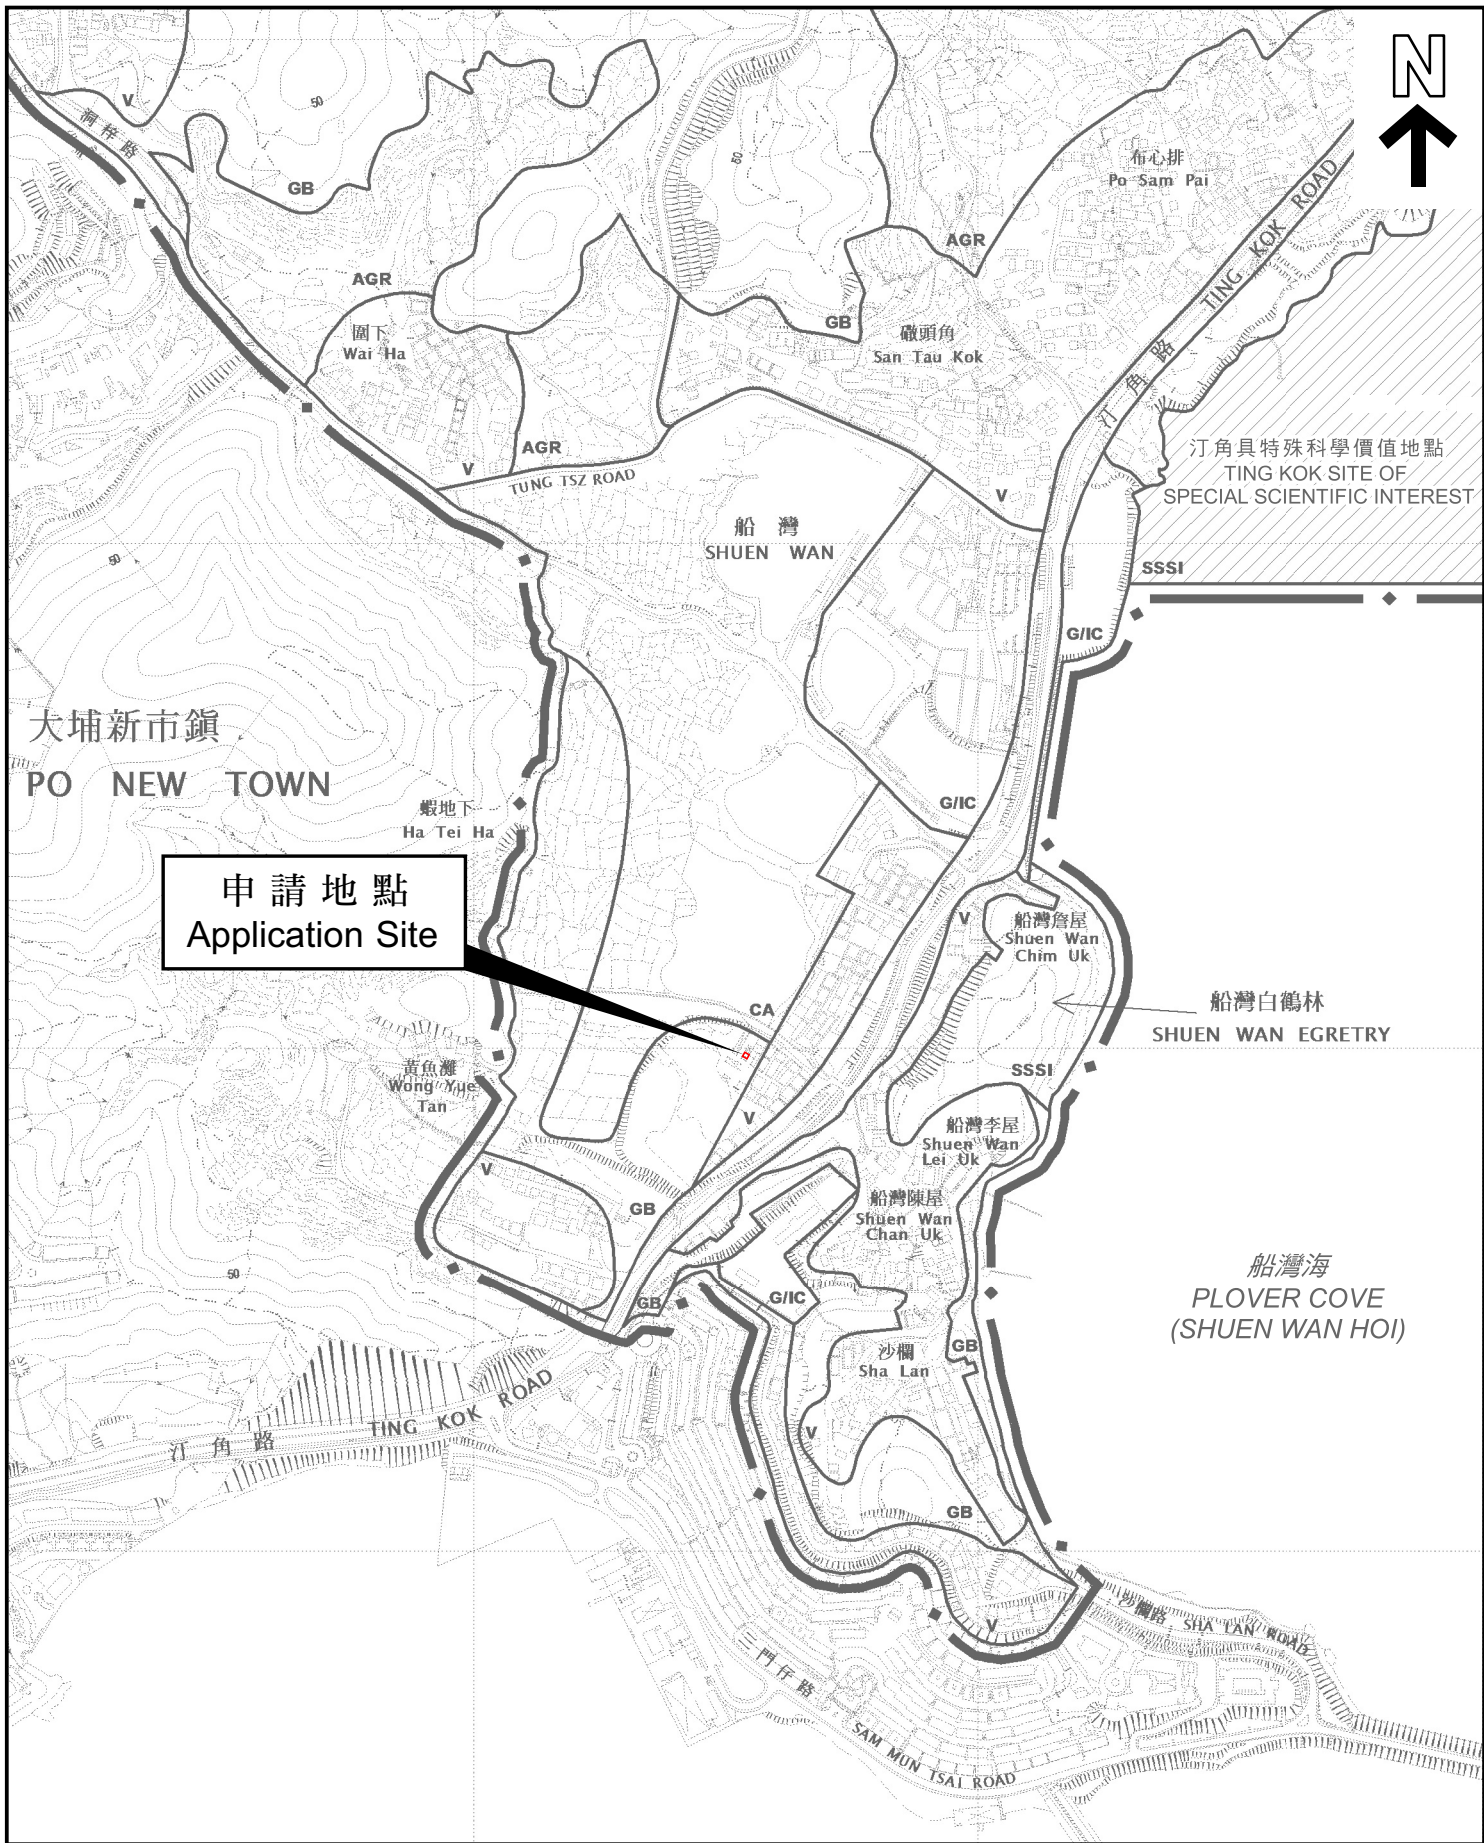 N
V
洞梓路
50
GB
50
布心排
Po Sam Pai
AGR
汀角路 TING KOK ROAD
AGR
GB
圍下
Wai Ha
磡頭角
San Tau Kok
AGR
V
TUNG TSZ ROAD
汀角具特殊科學價值地點
TING KOK SITE OF
SPECIAL SCIENTIFIC INTEREST
V
船灣
SHUEN WAN
50
SSSI
G/IC
大埔新市鎮
PO NEW TOWN
蝦地下
Ha Tei Ha
G/IC
申請地點
Application Site
V
船灣詹屋
Shuen Wan
Chim Uk
船灣白鶴林
SHUEN WAN EGRETRY
CA
黃魚灘
Wong Yue
Tan
SSSI
V
船灣李屋
Shuen Wan
Lei Uk
V
GB
船灣陳屋
Shuen Wan
Chan Uk
50
GB
G/IC
船灣海
PLOVER COVE
(SHUEN WAN HOI)
GB
沙欄
Sha Lan
汀角路 TING KOK ROAD
V
GB
V
沙欄路 SHA LAN ROAD
三門仔路
SAM MUN TSAI ROAD